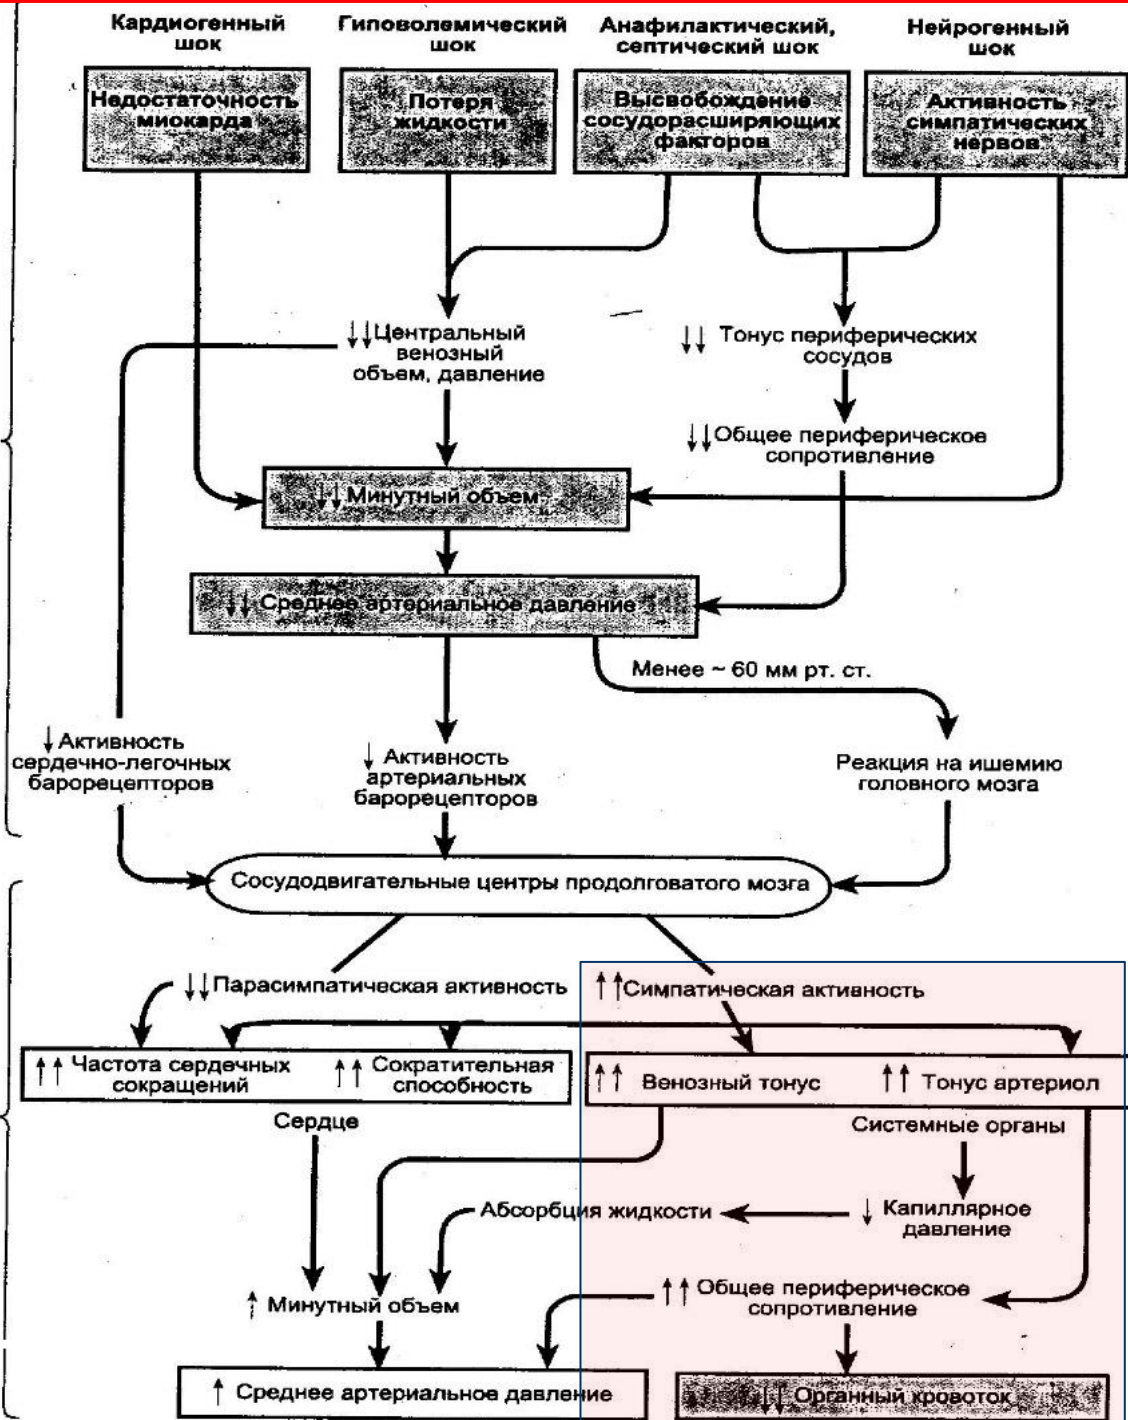 Кардиогенный
шок
Гиповолемический
шок
Анафилактический,
септический шок
Нейрогенный
шок
Недостаточность
миокарда
Потеря
жидкости
Высвобождение
сосудорасширяющих
факторов
Активность
симпатических
нервов
↓↓Центральный
венозный
объем, давление
↓↓ Тонус периферических
сосудов
↓↓Общее периферическое
сопротивление
↓↓Минутный объем
↓↓ Среднее артериальное давление
Менее ~ 60 мм рт. ст.
↓Активность
сердечно-легочных
барорецепторов
↓ Активность
артериальных
барорецепторов
Реакция на ишемию
головного мозга
Сосудодвигательные центры продолговатого мозга
↓↓Парасимпатическая активность
↑↑Симпатическая активность
↑↑ Частота сердечных
сокращений
↑↑ Сократительная
способность
↑↑ Венозный тонус
↑↑ Тонус артериол
Сердце
Системные органы
Абсорбция жидкости
↓ Капиллярное
давление
↑ Минутный объем
↑↑ Общее периферическое
сопротивление
↑ Среднее артериальное давление
↓↓ Органный кровоток